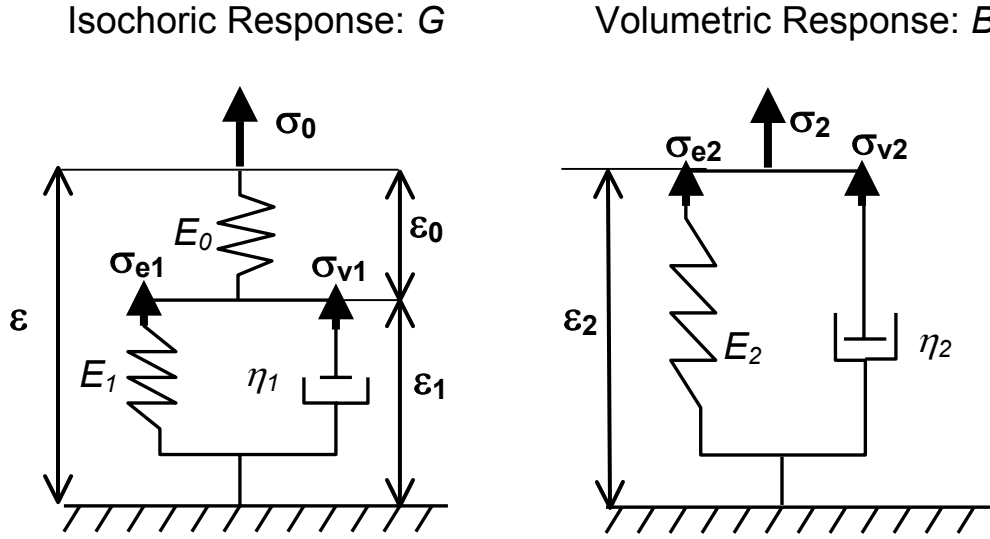 Isochoric Response: G
Volumetric Response: B
σ0
σ2
σe2
σv2
E0
ε0
σe1
σv1
ε
ε2
E1
η1
ε1
E2
η2